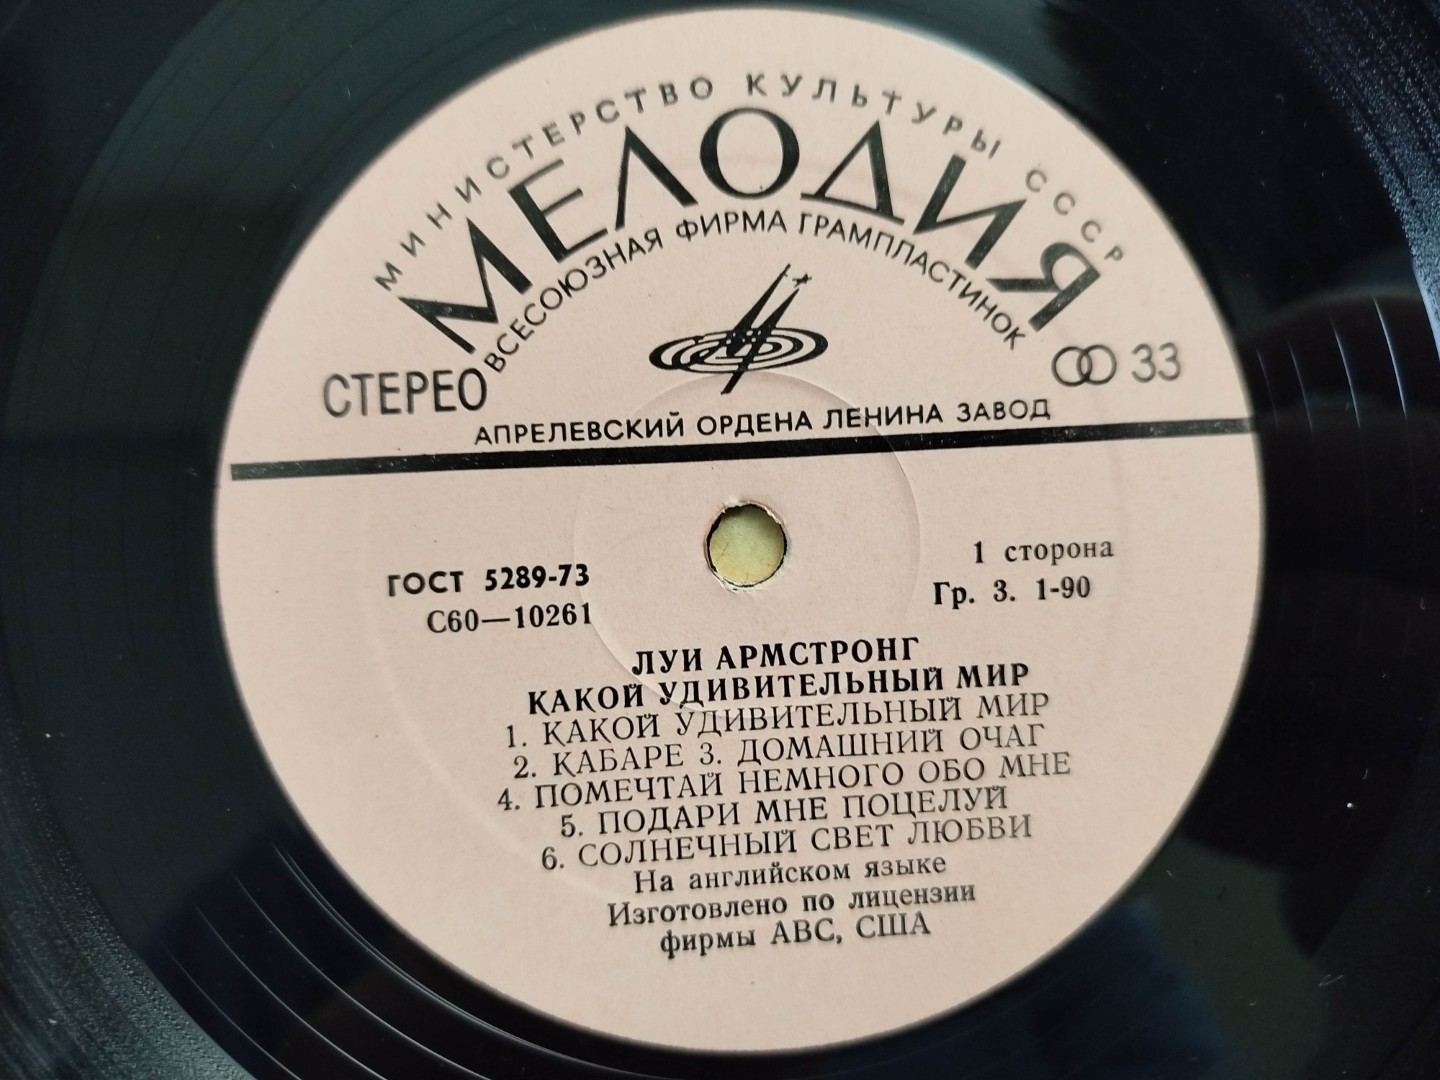 МИНИСТЕРСТВО КУЛЬТУРЫ СССР
МЕЛОДИЯ
ВСЕСОЮЗНАЯ ФИРМА ГРАМПЛАСТИНОК
СТЕРЕО
33
АПРЕЛЕВСКИЙ ОРДЕНА ЛЕНИНА ЗАВОД
ГОСТ 5289-73
С60—10261
1 сторона
Гр. 3. 1-90
ЛУИ АРМСТРОНГ
КАКОЙ УДИВИТЕЛЬНЫЙ МИР
1. КАКОЙ УДИВИТЕЛЬНЫЙ МИР
2. КАБАРЕ 3. ДОМАШНИЙ ОЧАГ
4. ПОМЕЧТАЙ НЕМНОГО ОБО МНЕ
5. ПОДАРИ МНЕ ПОЦЕЛУЙ
6. СОЛНЕЧНЫЙ СВЕТ ЛЮБВИ
На английском языке
Изготовлено по лицензии
фирмы ABC, США